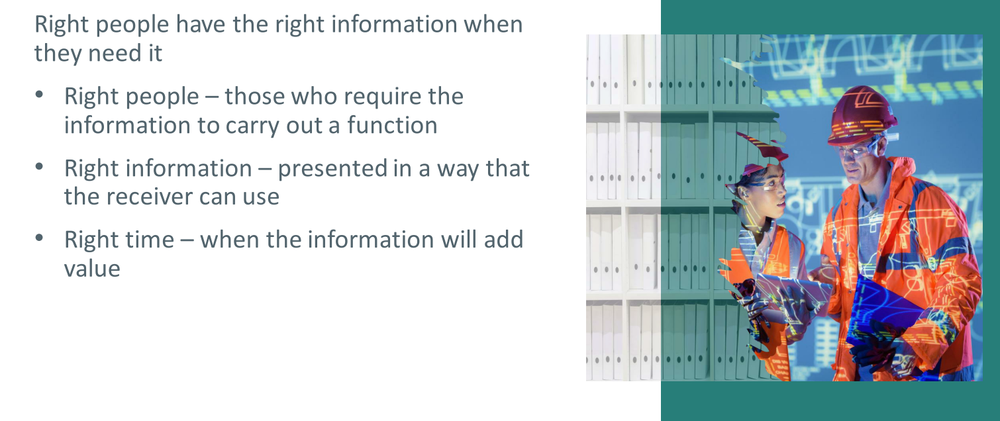 Right people have the right information when
they need it
• Right people – those who require the
information to carry out a function
• Right information – presented in a way that
the receiver can use
• Right time – when the information will add
value